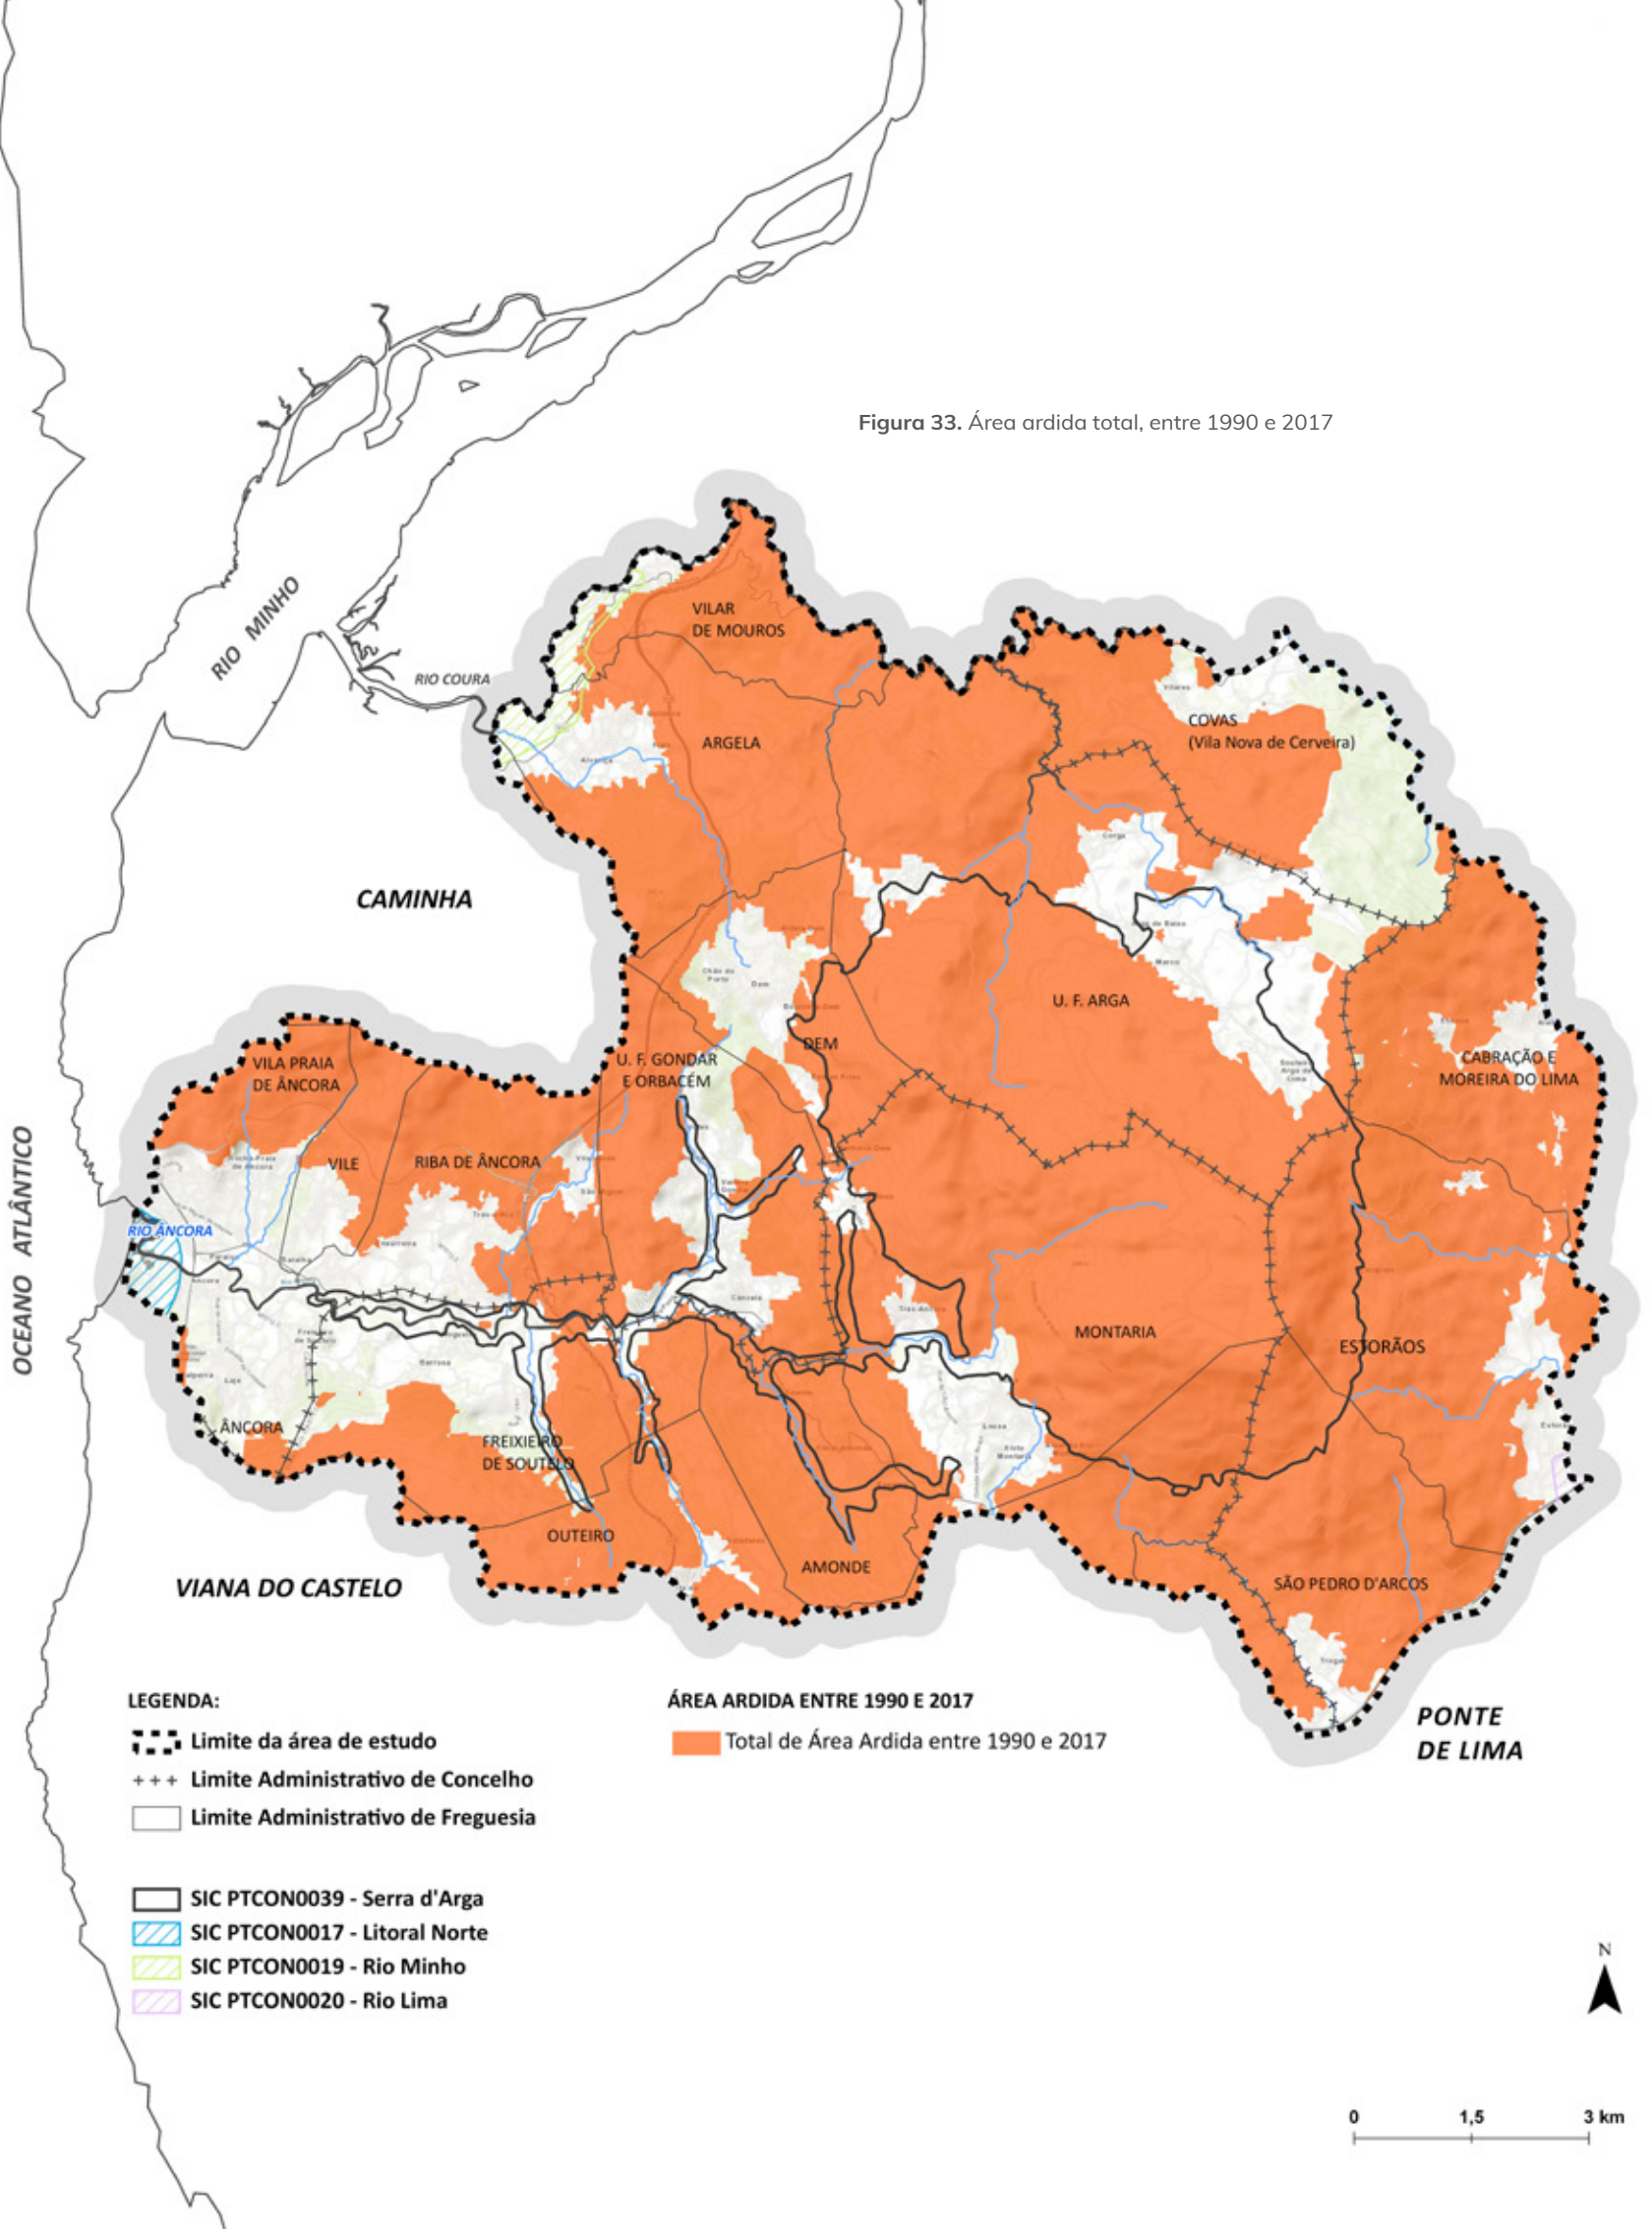 Figura 33. Área ardida total, entre 1990 e 2017
RIO MINHO
RIO COURA
VILAR
DE MOUROS
COVAS
(Vila Nova de Cerveira)
ARGELA
CAMINHA
U. F. ARGA
DEM
CABRAÇÃO E
MOREIRA DO LIMA
VILA PRAIA
DE ÂNCORA
U. F. GONDAR
E ORBACÉM
VILE
RIBA DE ÂNCORA
OCEANO ATLÂNTICO
RIO ÂNCORA
MONTARIA
ESTORÃOS
ÂNCORA
FREIXIEIRO
DE SOUTELO
OUTEIRO
AMONDE
SÃO PEDRO D'ARCOS
VIANA DO CASTELO
PONTE
DE LIMA
LEGENDA:
Limite da área de estudo
Limite Administrativo de Concelho
Limite Administrativo de Freguesia
SIC PTCON0039 - Serra d'Arga
SIC PTCON0017 - Litoral Norte
SIC PTCON0019 - Rio Minho
SIC PTCON0020 - Rio Lima
ÁREA ARDIDA ENTRE 1990 E 2017
Total de Área Ardida entre 1990 e 2017
N
0 1,5 3 km